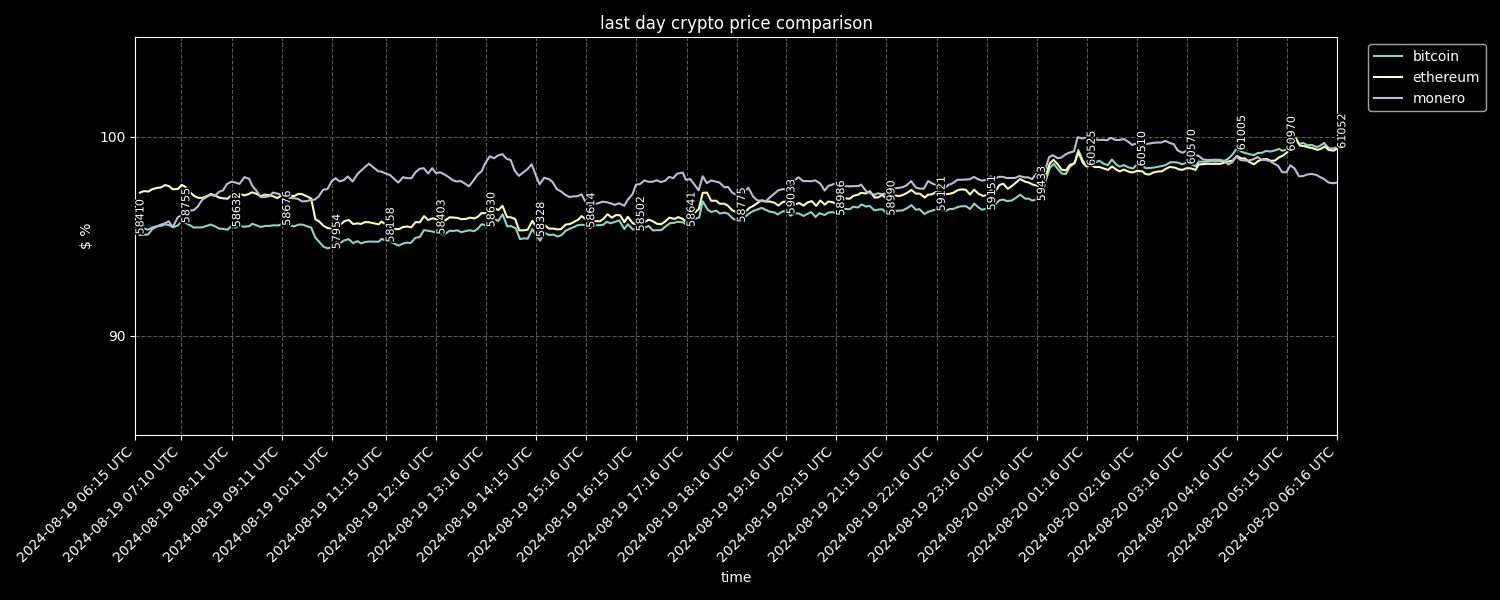 last day crypto price comparison
bitcoin
ethereum
monero
100
90
$ %
58410
58755
58632
58676
57954
58158
58403
58630
58328
58614
58502
58641
58775
59033
58986
58990
59131
59151
59433
60525
60510
60570
61005
60970
61052
2024-08-19 06:15 UTC
2024-08-19 07:10 UTC
2024-08-19 08:11 UTC
2024-08-19 09:11 UTC
2024-08-19 10:11 UTC
2024-08-19 11:15 UTC
2024-08-19 12:16 UTC
2024-08-19 13:16 UTC
2024-08-19 14:15 UTC
2024-08-19 15:16 UTC
2024-08-19 16:15 UTC
2024-08-19 17:16 UTC
2024-08-19 18:16 UTC
2024-08-19 19:16 UTC
2024-08-19 20:15 UTC
2024-08-19 21:15 UTC
2024-08-19 22:16 UTC
2024-08-19 23:16 UTC
2024-08-20 00:16 UTC
2024-08-20 01:16 UTC
2024-08-20 02:16 UTC
2024-08-20 03:16 UTC
2024-08-20 04:16 UTC
2024-08-20 05:15 UTC
2024-08-20 06:16 UTC
time